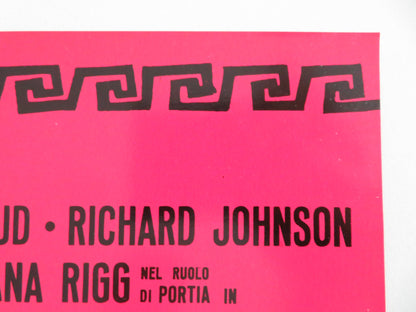 UD • RICHARD JOHNSON
ANA RIGG NEL RUOLO
DI PORTIA IN